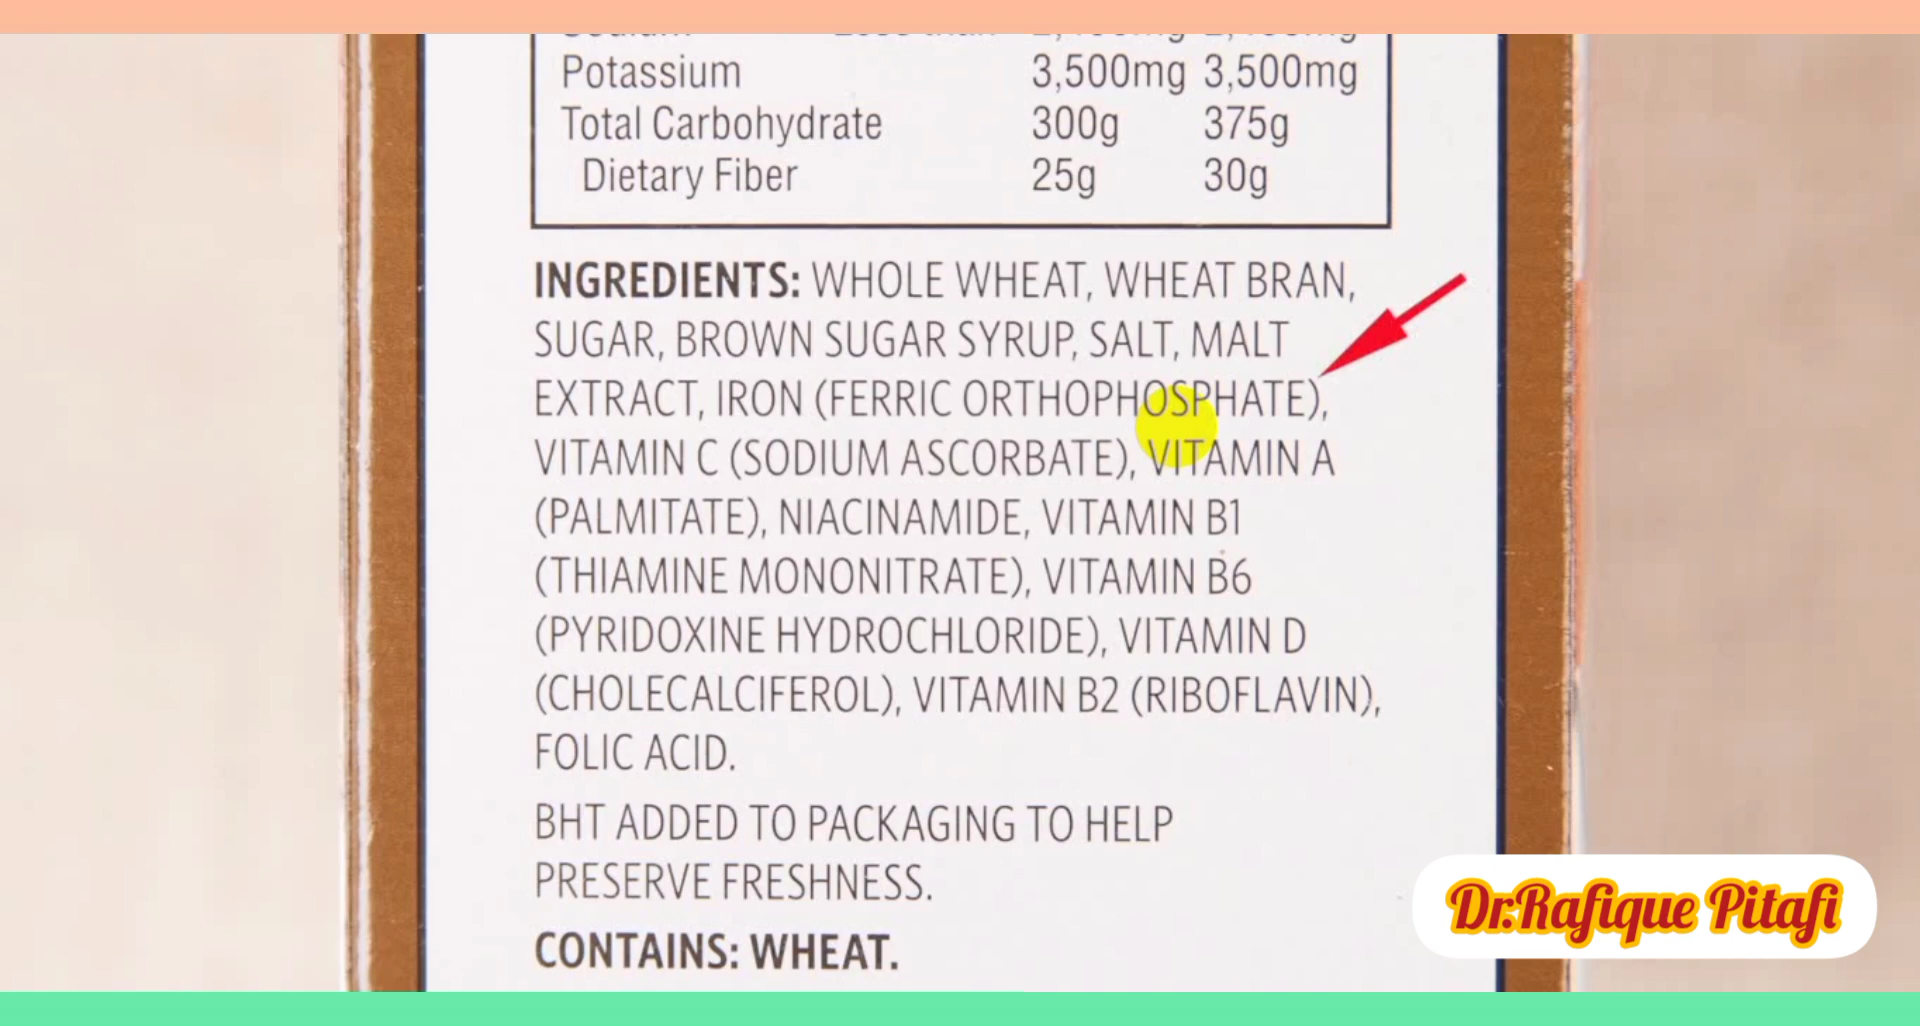 Potassium 3,500mg 3,500mg
Total Carbohydrate 300g 375g
Dietary Fiber 25g 30g
INGREDIENTS: WHOLE WHEAT, WHEAT BRAN,
SUGAR, BROWN SUGAR SYRUP, SALT, MALT
EXTRACT, IRON (FERRIC ORTHOPHOSPHATE),
VITAMIN C (SODIUM ASCORBATE), VITAMIN A
(PALMITATE), NIACINAMIDE, VITAMIN B1
(THIAMINE MONONITRATE), VITAMIN B6
(PYRIDOXINE HYDROCHLORIDE), VITAMIN D
(CHOLECALCIFEROL), VITAMIN B2 (RIBOFLAVIN),
FOLIC ACID.
BHT ADDED TO PACKAGING TO HELP
PRESERVE FRESHNESS.
CONTAINS: WHEAT.
Dr.Rafique Pitafi